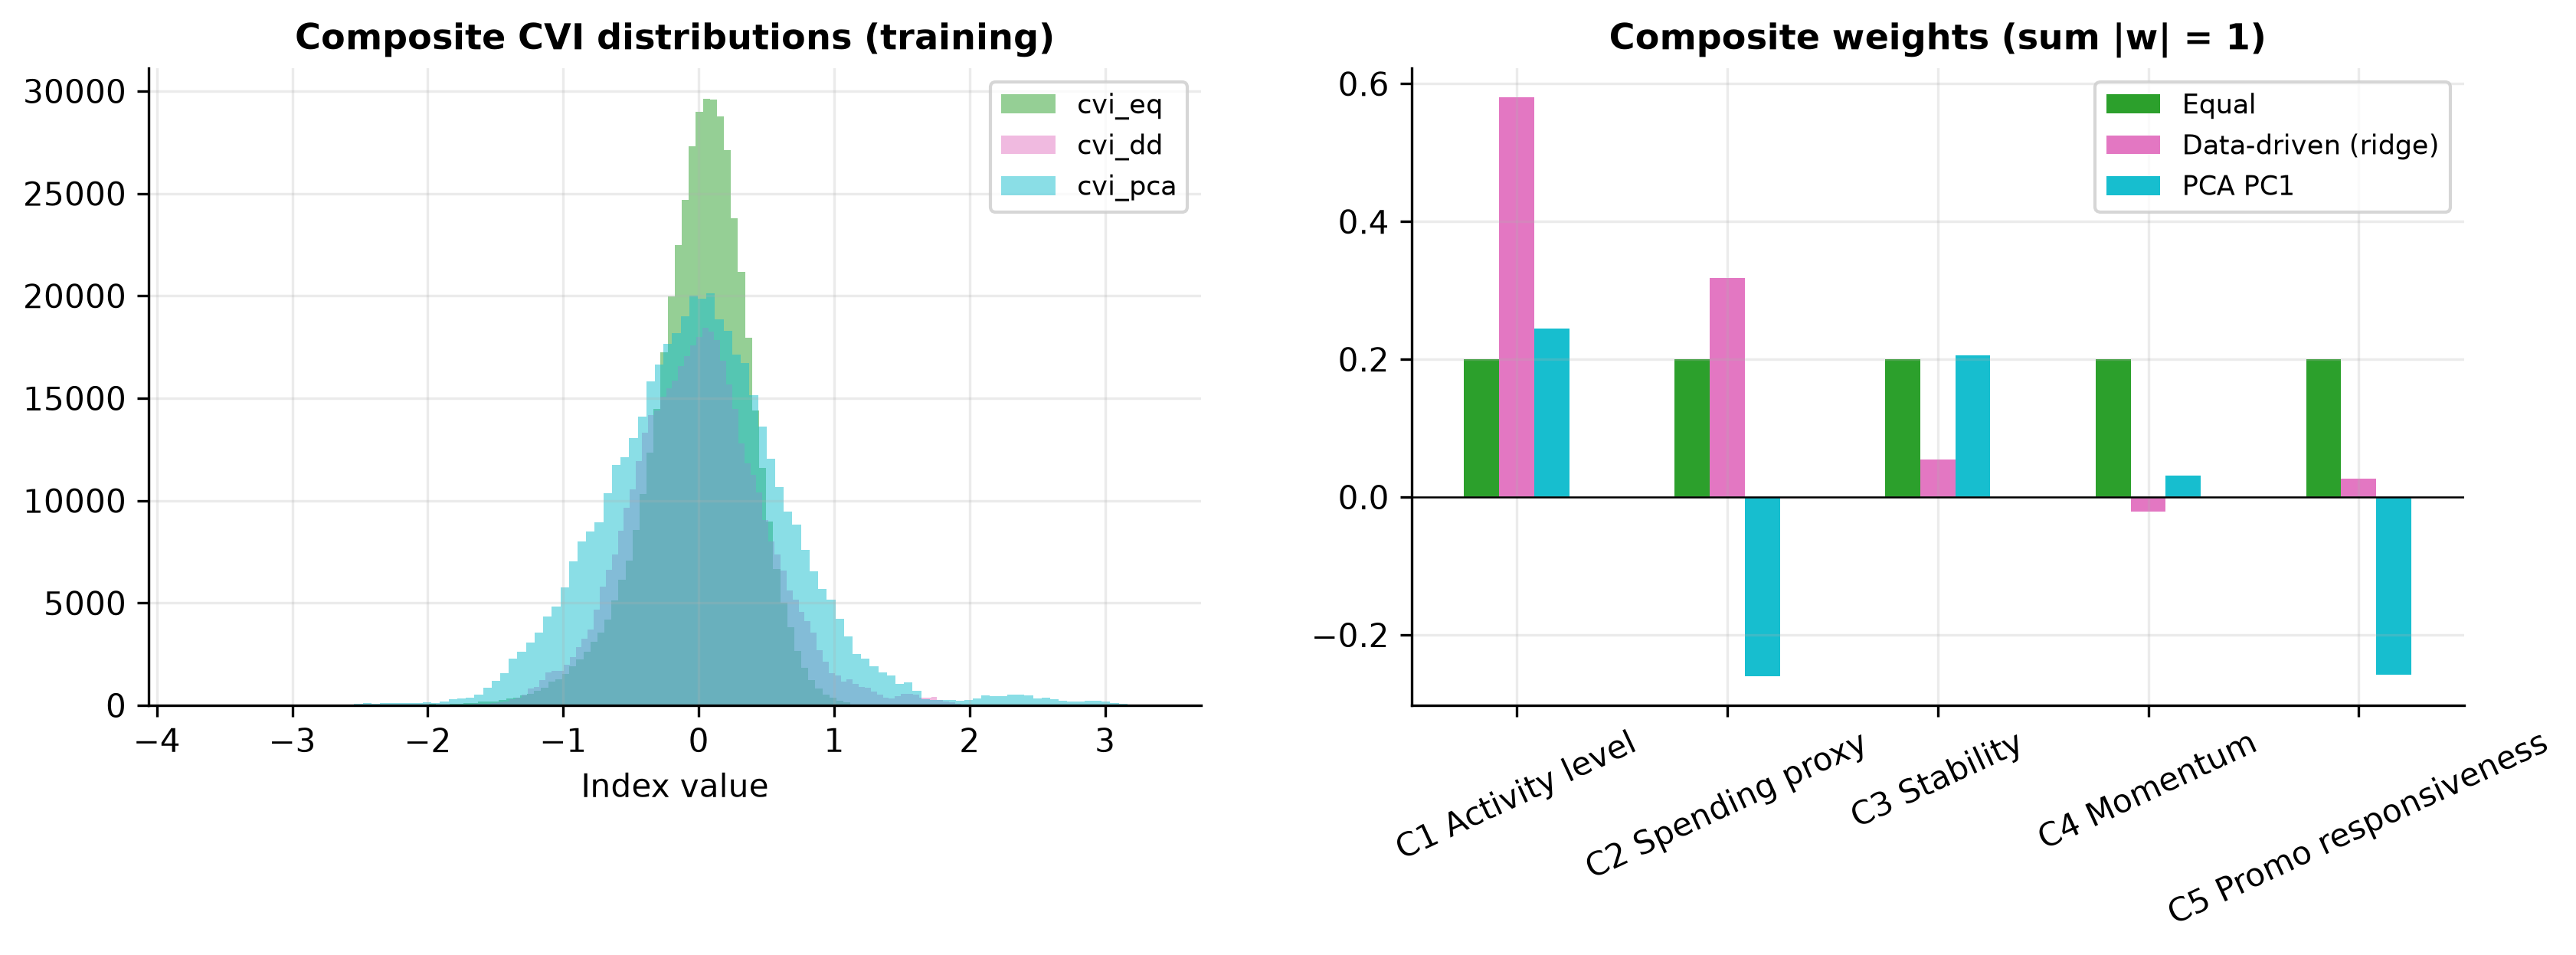 Composite CVI distributions (training)
30000
25000
20000
15000
10000
5000
0
−4 −3 −2 −1 0 1 2 3
Index value
cvi_eq
cvi_dd
cvi_pca
Composite weights (sum |w| = 1)
0.6
0.4
0.2
0.0
−0.2
Equal
Data-driven (ridge)
PCA PC1
C1 Activity level
C2 Spending proxy
C3 Stability
C4 Momentum
C5 Promo responsiveness